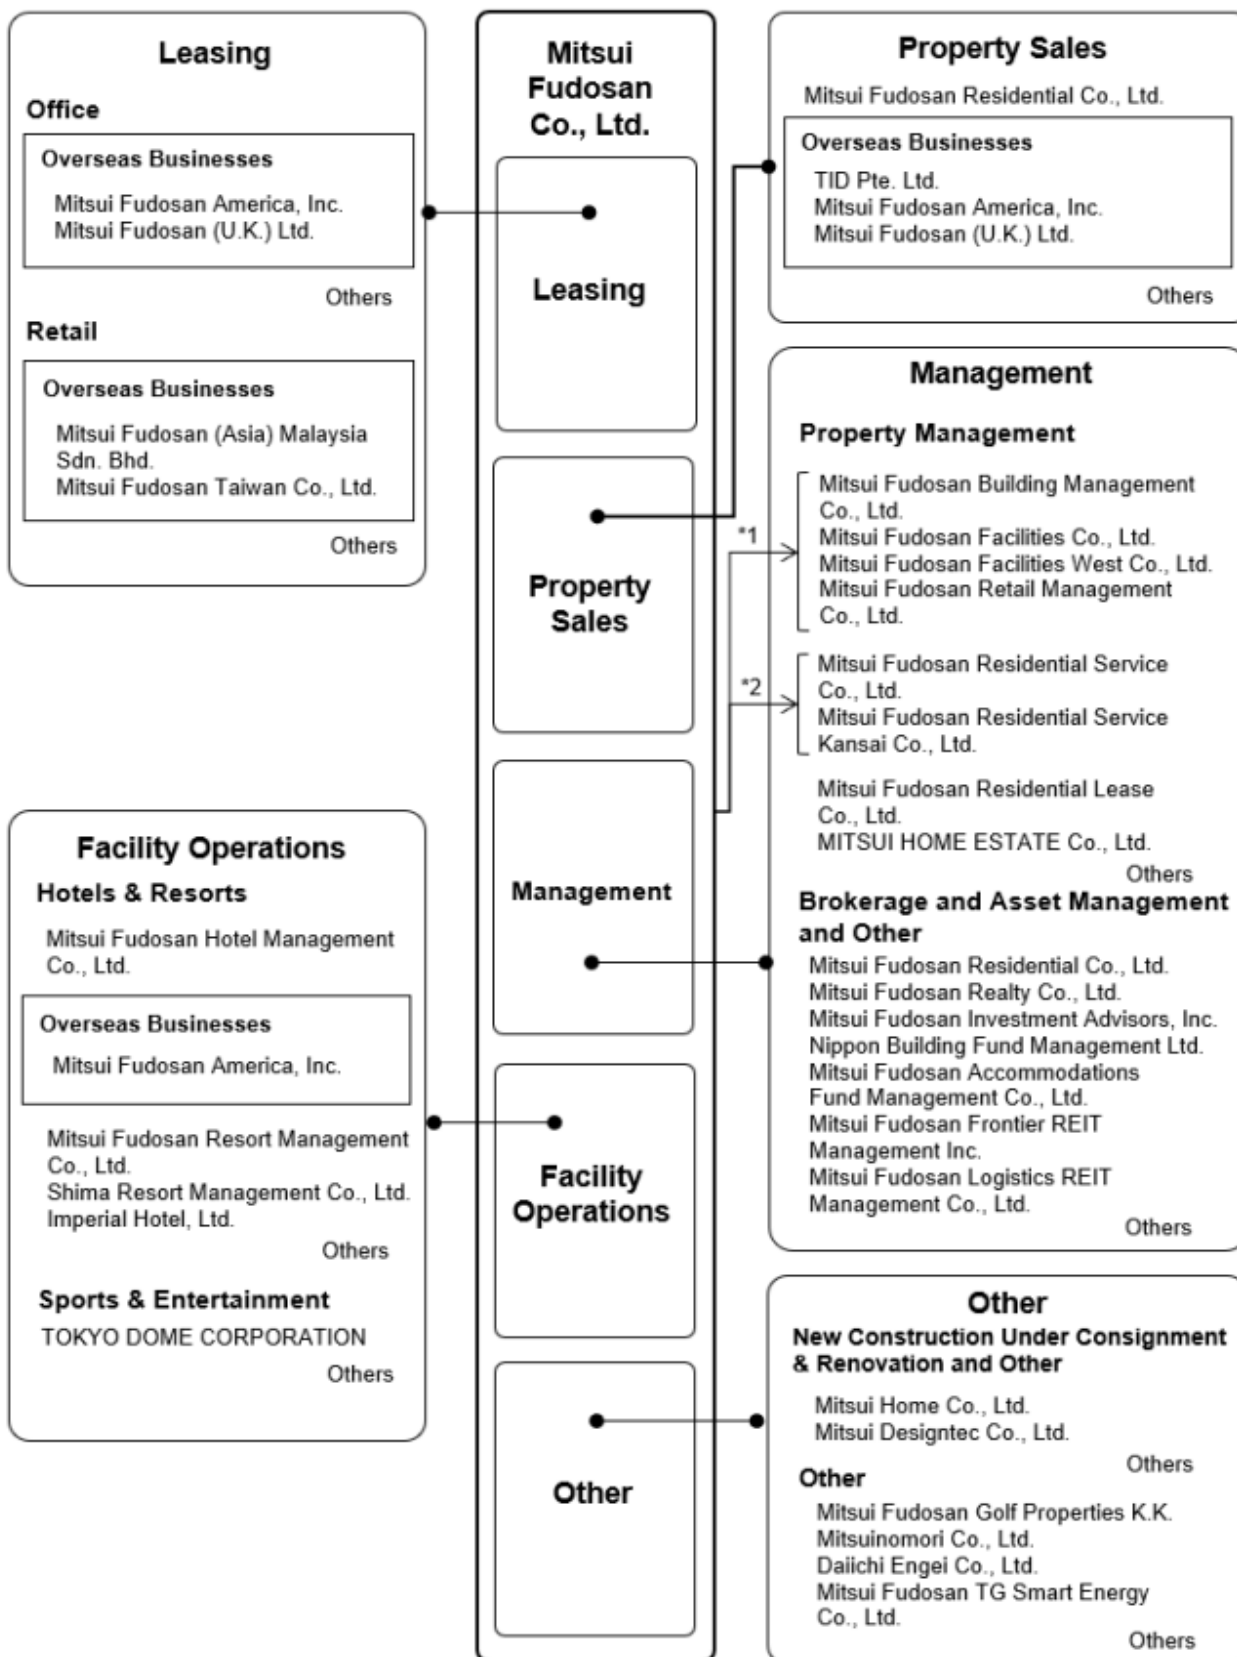 Leasing
Office
Overseas Businesses
Mitsui Fudosan America, Inc.
Mitsui Fudosan (U.K.) Ltd.
Others
Retail
Overseas Businesses
Mitsui Fudosan (Asia) Malaysia
Sdn. Bhd.
Mitsui Fudosan Taiwan Co., Ltd.
Others
Facility Operations
Hotels & Resorts
Mitsui Fudosan Hotel Management
Co., Ltd.
Overseas Businesses
Mitsui Fudosan America, Inc.
Mitsui Fudosan Resort Management
Co., Ltd.
Shima Resort Management Co., Ltd.
Imperial Hotel, Ltd.
Others
Sports & Entertainment
TOKYO DOME CORPORATION
Others
Mitsui
Fudosan
Co., Ltd.
Leasing
Property
Sales
Management
Facility
Operations
Other
*1
*2
Property Sales
Mitsui Fudosan Residential Co., Ltd.
Overseas Businesses
TID Pte. Ltd.
Mitsui Fudosan America, Inc.
Mitsui Fudosan (U.K.) Ltd.
Others
Management
Property Management
Mitsui Fudosan Building Management
Co., Ltd.
Mitsui Fudosan Facilities Co., Ltd.
Mitsui Fudosan Facilities West Co., Ltd.
Mitsui Fudosan Retail Management
Co., Ltd.
Mitsui Fudosan Residential Service
Co., Ltd.
Mitsui Fudosan Residential Service
Kansai Co., Ltd.
Mitsui Fudosan Residential Lease
Co., Ltd.
MITSUI HOME ESTATE Co., Ltd.
Others
Brokerage and Asset Management
and Other
Mitsui Fudosan Residential Co., Ltd.
Mitsui Fudosan Realty Co., Ltd.
Mitsui Fudosan Investment Advisors, Inc.
Nippon Building Fund Management Ltd.
Mitsui Fudosan Accommodations
Fund Management Co., Ltd.
Mitsui Fudosan Frontier REIT
Management Inc.
Mitsui Fudosan Logistics REIT
Management Co., Ltd.
Others
Other
New Construction Under Consignment
& Renovation and Other
Mitsui Home Co., Ltd.
Mitsui Designtec Co., Ltd.
Others
Other
Mitsui Fudosan Golf Properties K.K.
Mitsuinomori Co., Ltd.
Daiichi Engei Co., Ltd.
Mitsui Fudosan TG Smart Energy
Co., Ltd.
Others